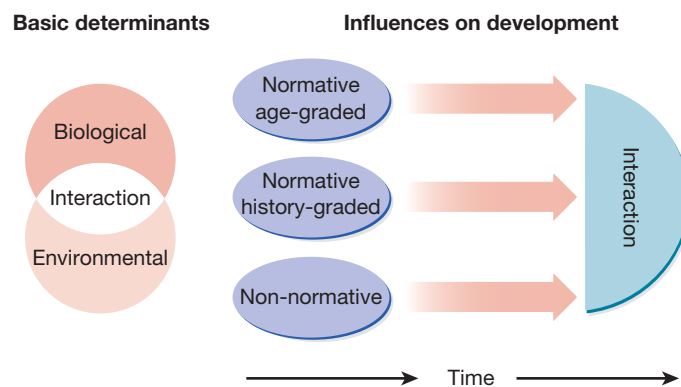 Basic determinants
Influences on development
Biological
Interaction
Environmental
Normative
age-graded
Normative
history-graded
Non-normative
Interaction
Time